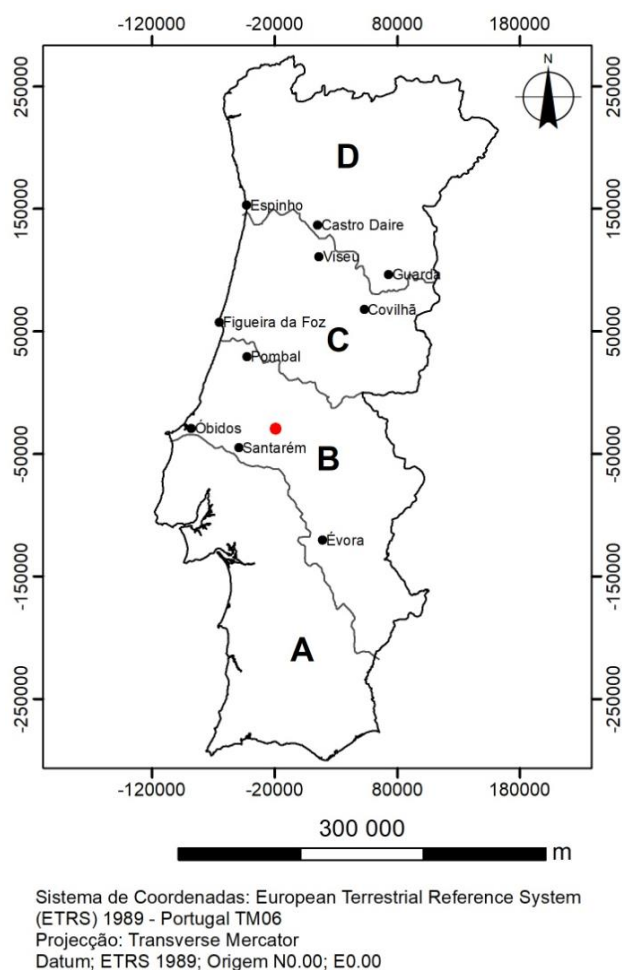 -120000 -20000 80000 180000
250000 250000
N
D
150000 150000
Espinho
Castro Daire
Viseu
Guarda
Covilhã
50000 50000
Figueira da Foz
C
Pombal
Óbidos
Santarém
B
-50000 -50000
Évora
-150000 -150000
A
-250000 -250000
-120000 -20000 80000 180000
300 000
m
Sistema de Coordenadas: European Terrestrial Reference System
(ETRS) 1989 - Portugal TM06
Projecção: Transverse Mercator
Datum; ETRS 1989; Origem N0.00; E0.00